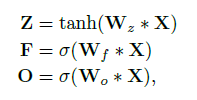 Z = tanh(W_z * X)
F = σ(W_f * X)
O = σ(W_o * X),